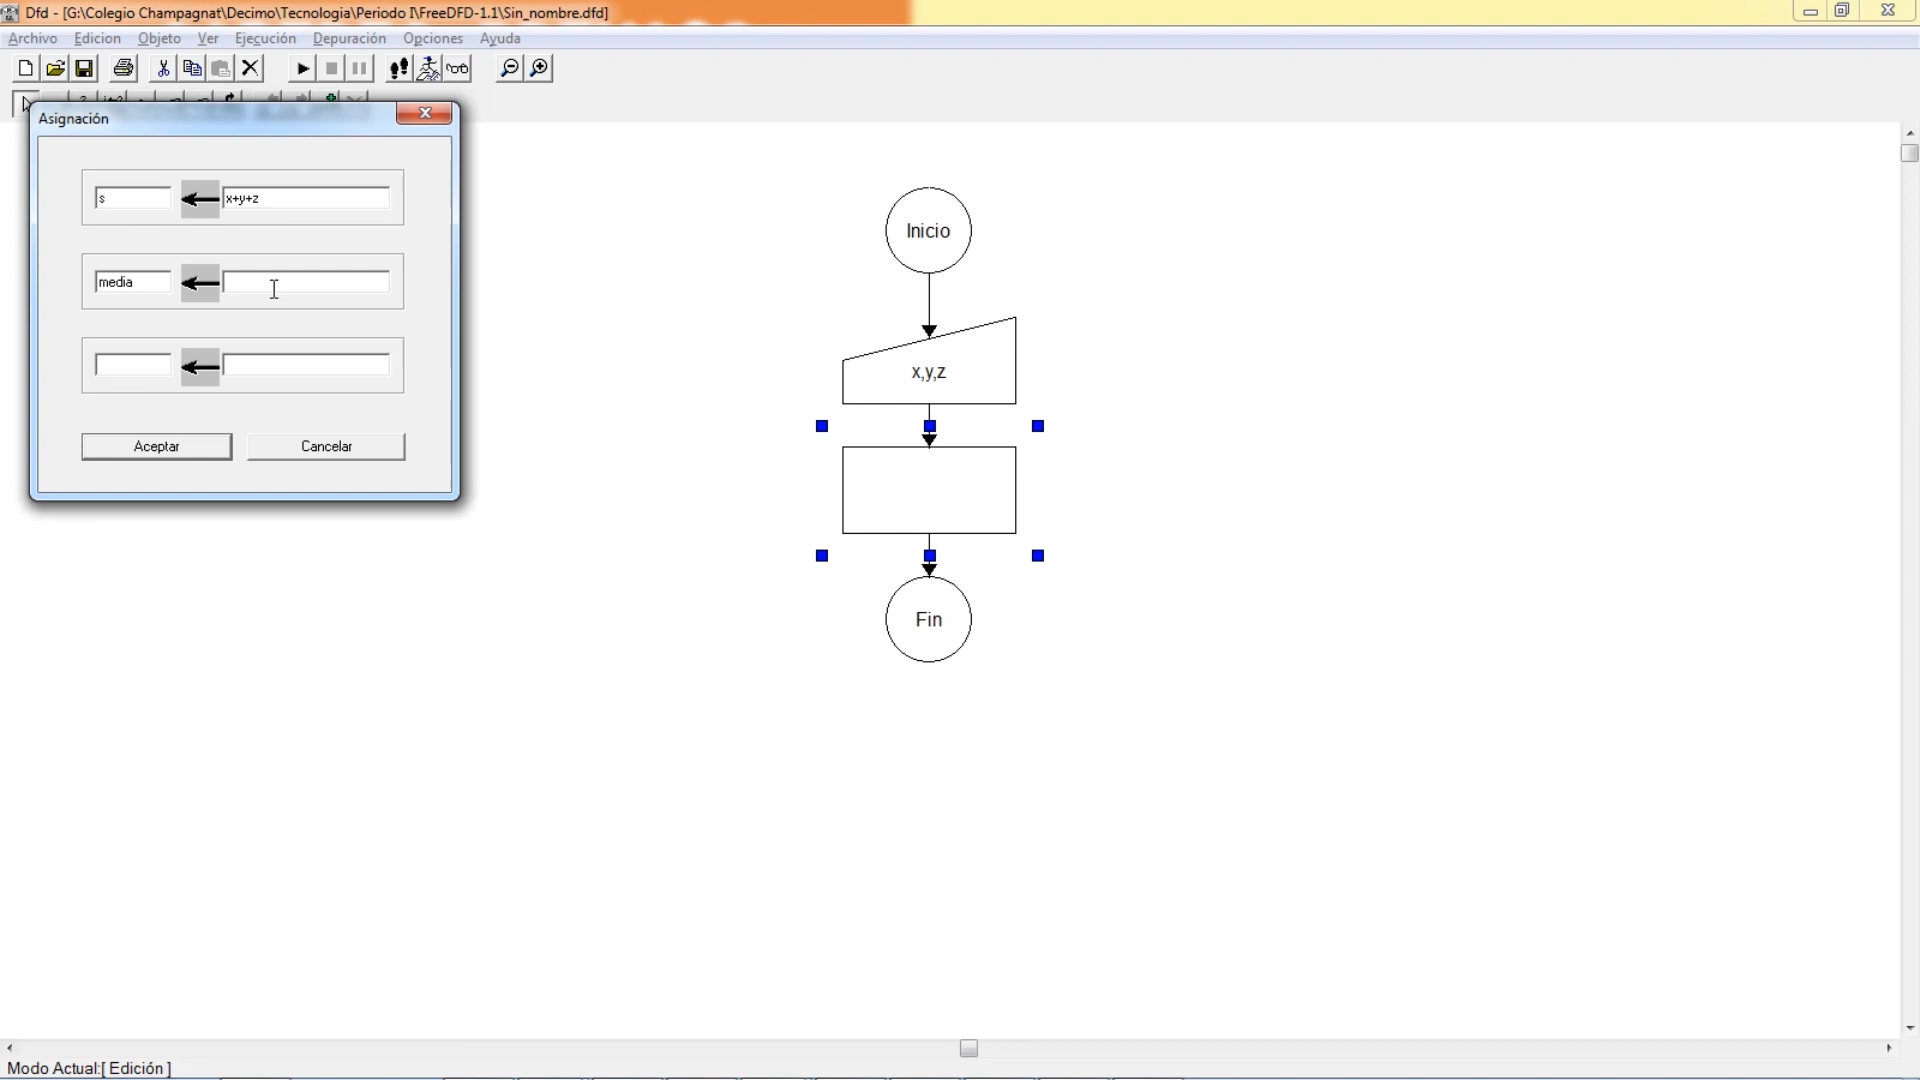 Dfd - [G:\Colegio Champagnat\Decimo\Tecnologia\Periodo I\FreeDFD-1.1\Sin_nombre.dfd]
Archivo Edicion Objeto Ver Ejecución Depuración Opciones Ayuda
Asignación
s x+y+z
media
Aceptar Cancelar
Inicio
x,y,z
Fin
Modo Actual:[ Edición ]